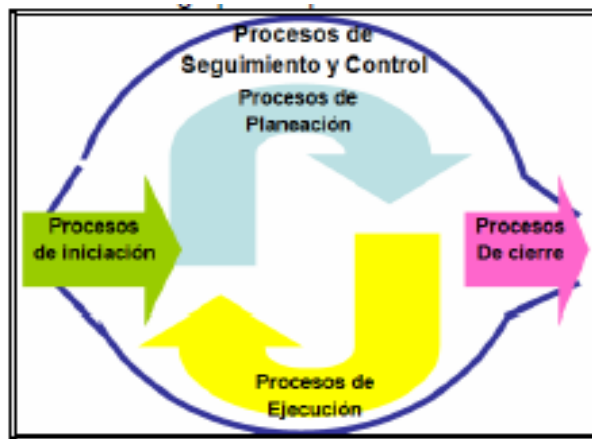 Procesos de
Seguimiento y Control
Procesos de
Planeación
Procesos
de iniciación
Procesos
De cierre
Procesos de
Ejecución